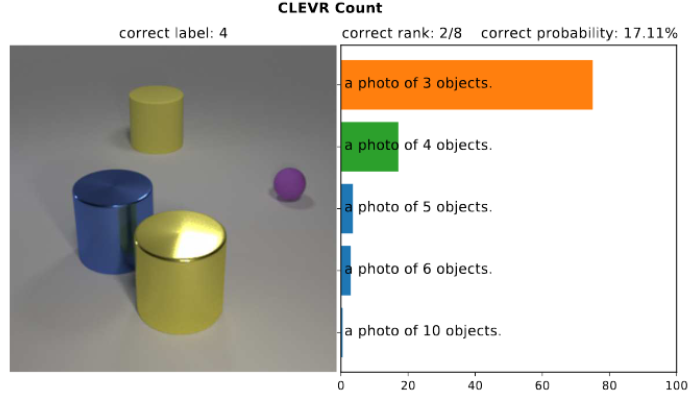 CLEVR Count
correct label: 4
correct rank: 2/8 correct probability: 17.11%
a photo of 3 objects.
a photo of 4 objects.
a photo of 5 objects.
a photo of 6 objects.
a photo of 10 objects.
0 20 40 60 80 100